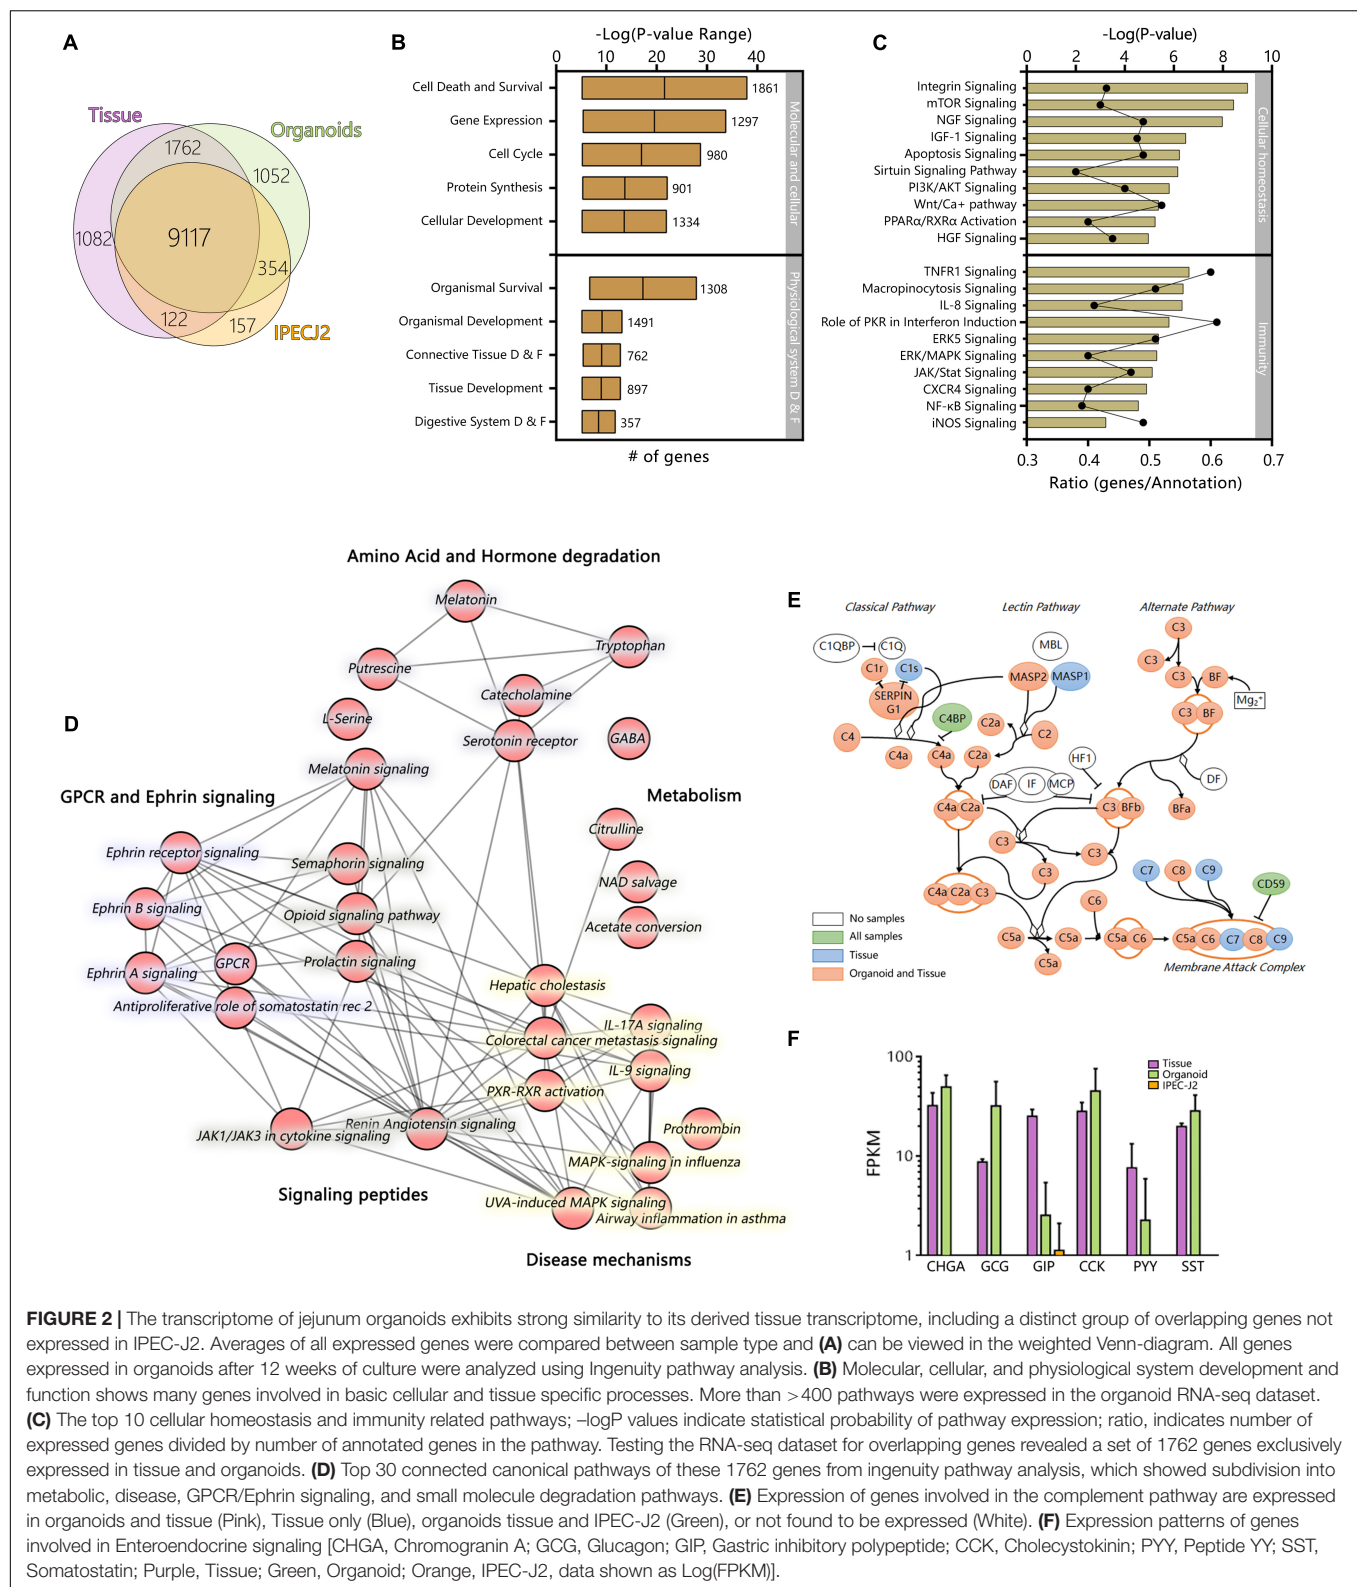 A
Tissue
Organoids
1762
1052
1082
9117
354
122
157
IPECJ2
B
-Log(P-value Range)
0 10 20 30 40
Cell Death and Survival 1861
Gene Expression 1297
Cell Cycle 980
Protein Synthesis 901
Cellular Development 1334
Molecular and cellular
Organismal Survival 1308
Organismal Development 1491
Connective Tissue D & F 762
Tissue Development 897
Digestive System D & F 357
Physiological system D & F
# of genes
C
-Log(P-value)
0 2 4 6 8 10
Integrin Signaling
mTOR Signaling
NGF Signaling
IGF-1 Signaling
Apoptosis Signaling
Sirtuin Signaling Pathway
PI3K/AKT Signaling
Wnt/Ca+ pathway
PPARα/RXRα Activation
HGF Signaling
Cellular homeostasis
TNFR1 Signaling
Macropinocytosis Signaling
IL-8 Signaling
Role of PKR in Interferon Induction
ERK5 Signaling
ERK/MAPK Signaling
JAK/Stat Signaling
CXCR4 Signaling
NF-κB Signaling
iNOS Signaling
Immunity
0.3 0.4 0.5 0.6 0.7
Ratio (genes/Annotation)
D
Amino Acid and Hormone degradation
Melatonin
Tryptophan
Putrescine
Catecholamine
L-Serine
Serotonin receptor
GABA
Melatonin signaling
GPCR and Ephrin signaling
Metabolism
Citrulline
Ephrin receptor signaling
Semaphorin signaling
NAD salvage
Ephrin B signaling
Opioid signaling pathway
Acetate conversion
Ephrin A signaling
GPCR
Prolactin signaling
Hepatic cholestasis
Antiproliferative role of somatostatin rec 2
IL-17A signaling
Colorectal cancer metastasis signaling
IL-9 signaling
PXR-RXR activation
Renin Angiotensin signaling
JAK1/JAK3 in cytokine signaling
Prothrombin
MAPK-signaling in influenza
Signaling peptides
UVA-induced MAPK signaling
Airway inflammation in asthma
Disease mechanisms
E
Classical Pathway
Lectin Pathway
Alternate Pathway
C1QBP
C1Q
MBL
C3
C3
C1r
C1s
MASP2
MASP1
C3
BF
SERPIN
G1
Mg₂⁺
C4BP
C2a
C3
BF
C4
C2
C4a
C4a
C2a
HF1
DAF
IF
MCP
DF
C4a
C2a
C3
BFb
BFa
C3
C3
C3
C7
C8
C9
CD59
C4a
C2a
C3
C6
C5a
C5a
C5a
C6
C5a
C6
C7
C8
C9
C5a
Membrane Attack Complex
No samples
All samples
Tissue
Organoid and Tissue
F
100
10
1
FPKM
Tissue
Organoid
IPEC-J2
CHGA GCG GIP CCK PYY SST
FIGURE 2 | The transcriptome of jejunum organoids exhibits strong similarity to its derived tissue transcriptome, including a distinct group of overlapping genes not
expressed in IPEC-J2. Averages of all expressed genes were compared between sample type and (A) can be viewed in the weighted Venn-diagram. All genes
expressed in organoids after 12 weeks of culture were analyzed using Ingenuity pathway analysis. (B) Molecular, cellular, and physiological system development and
function shows many genes involved in basic cellular and tissue specific processes. More than >400 pathways were expressed in the organoid RNA-seq dataset.
(C) The top 10 cellular homeostasis and immunity related pathways; –logP values indicate statistical probability of pathway expression; ratio, indicates number of
expressed genes divided by number of annotated genes in the pathway. Testing the RNA-seq dataset for overlapping genes revealed a set of 1762 genes exclusively
expressed in tissue and organoids. (D) Top 30 connected canonical pathways of these 1762 genes from ingenuity pathway analysis, which showed subdivision into
metabolic, disease, GPCR/Ephrin signaling, and small molecule degradation pathways. (E) Expression of genes involved in the complement pathway are expressed
in organoids and tissue (Pink), Tissue only (Blue), organoids tissue and IPEC-J2 (Green), or not found to be expressed (White). (F) Expression patterns of genes
involved in Enteroendocrine signaling [CHGA, Chromogranin A; GCG, Glucagon; GIP, Gastric inhibitory polypeptide; CCK, Cholecystokinin; PYY, Peptide YY; SST,
Somatostatin; Purple, Tissue; Green, Organoid; Orange, IPEC-J2, data shown as Log(FPKM)].